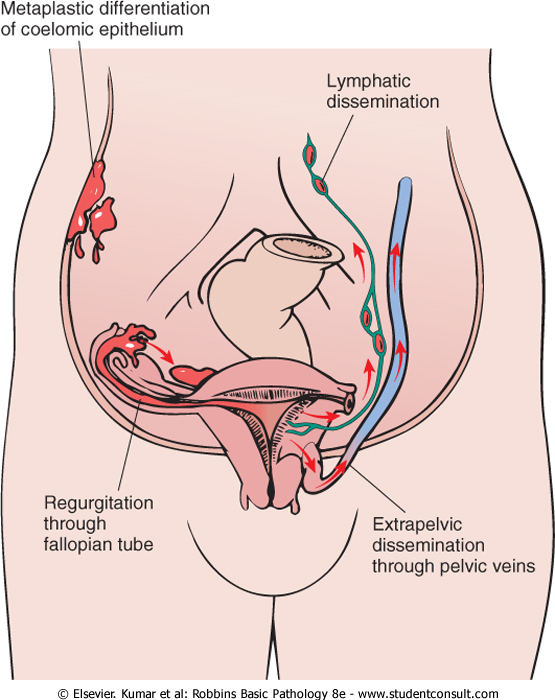 Metaplastic differentiation
of coelomic epithelium
Lymphatic
dissemination
Regurgitation
through
fallopian tube
Extrapelvic
dissemination
through pelvic veins
© Elsevier. Kumar et al: Robbins Basic Pathology 8e - www.studentconsult.com